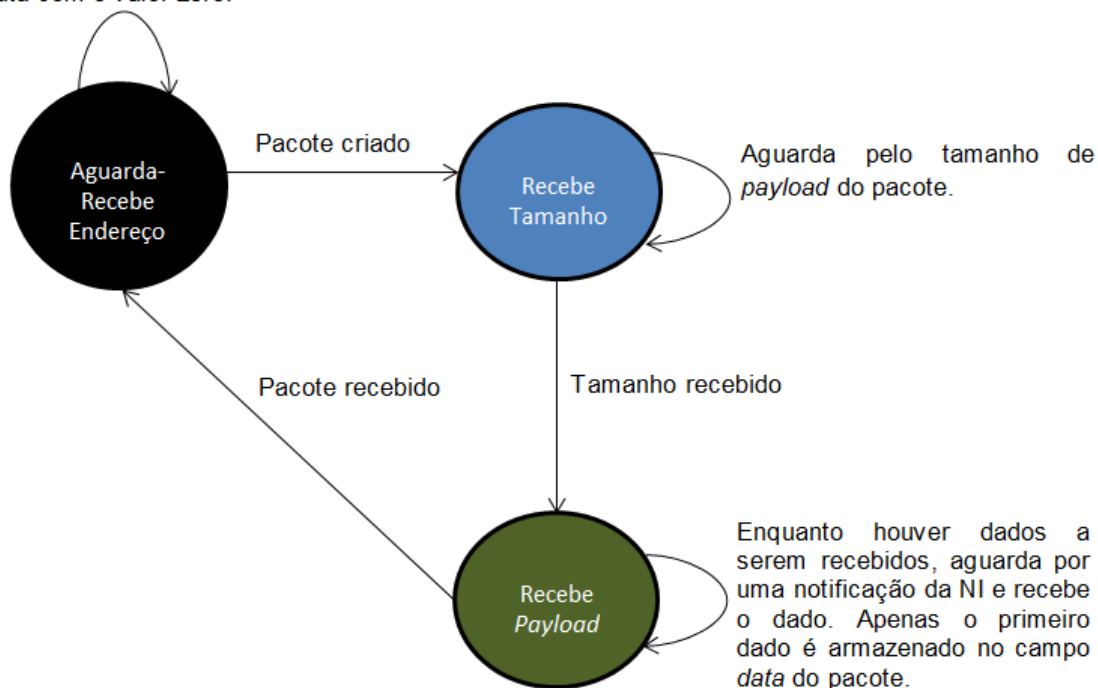 Aguarda-
Recebe
Endereço
Pacote criado
Recebe
Tamanho
Aguarda pelo tamanho de
payload do pacote.
Pacote recebido
Tamanho recebido
Recebe
Payload
Enquanto houver dados a
serem recebidos, aguarda por
uma notificação da NI e recebe
o dado. Apenas o primeiro
dado é armazenado no campo
data do pacote.